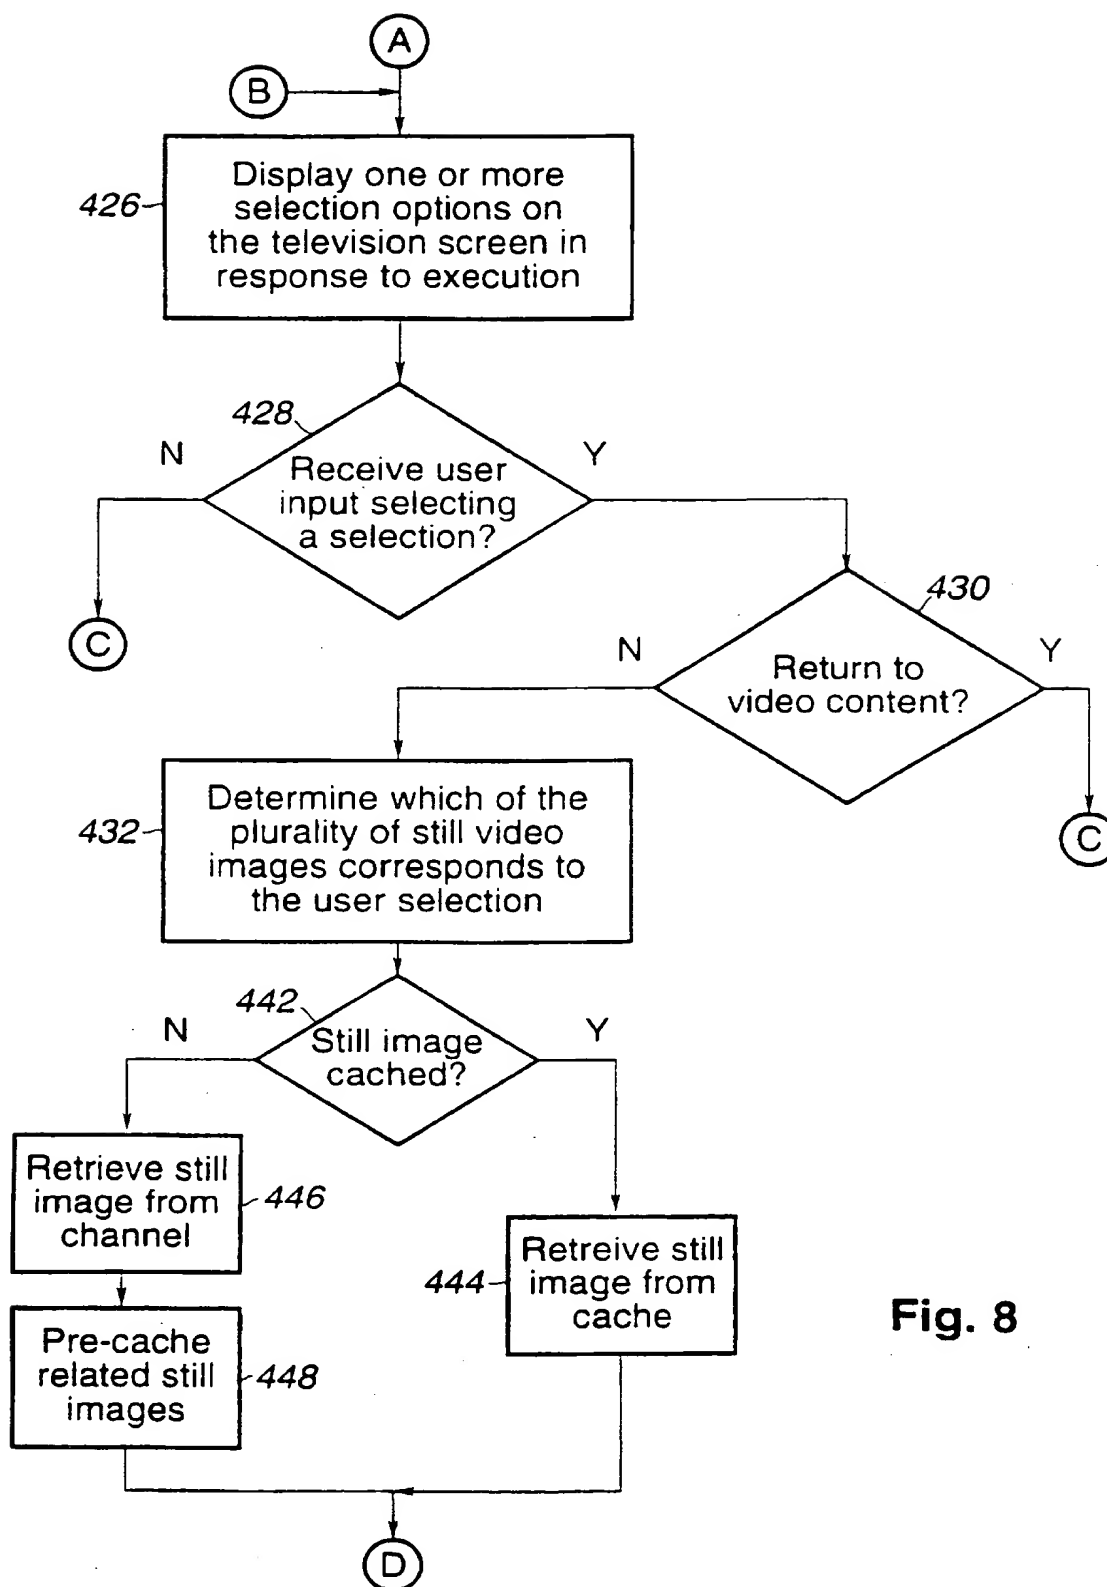 A
B
426
Display one or more
selection options on
the television screen in
response to execution
428
N
Y
Receive user
input selecting
a selection?
C
430
N
Y
Return to
video content?
C
432
Determine which of the
plurality of still video
images corresponds to
the user selection
442
N
Y
Still image
cached?
Retrieve still
image from
channel
446
444
Retreive still
image from
cache
Pre-cache
related still
images
448
Fig. 8
D